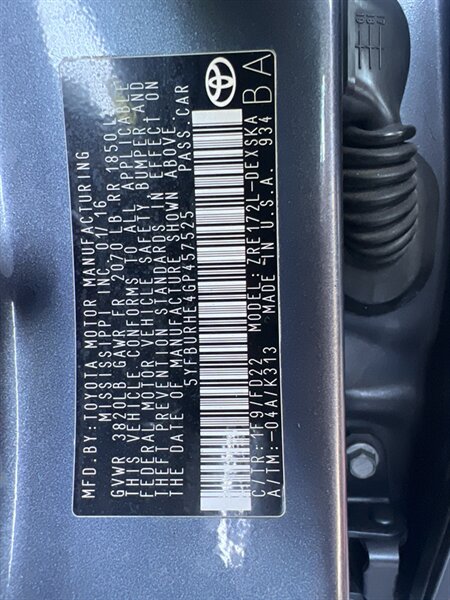 MFD. BY: TOYOTA MOTOR MANUFACTURING
MISSISSIPPI INC. 01/16
GVWR 3820LB GAWR FR 2070 LB RR 1850LB
THIS VEHICLE CONFORMS TO ALL APPLICABLE
FEDERAL MOTOR VEHICLE SAFETY, BUMPER AND
THEFT PREVENTION STANDARDS IN EFFECT ON
THE DATE OF MANUFACTURE SHOWN ABOVE
5YFBURHE4GP457525 PASS. CAR
C/TR: 1F9/FD22 MODEL: ZRE172L-DEXSKA
A/TM: -04A/K313 MADE IN U.S.A. 934
BA